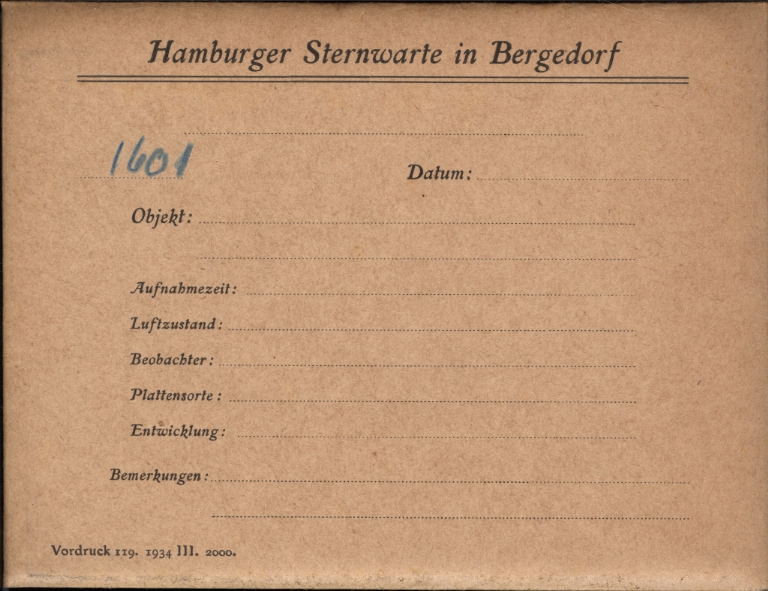 Hamburger Sternwarte in Bergedorf
1601
Datum:
Objekt:
Aufnahmezeit:
Luftzustand:
Beobachter:
Plattensorte:
Entwicklung:
Bemerkungen:
Vordruck 119. 1934 III. 2000.